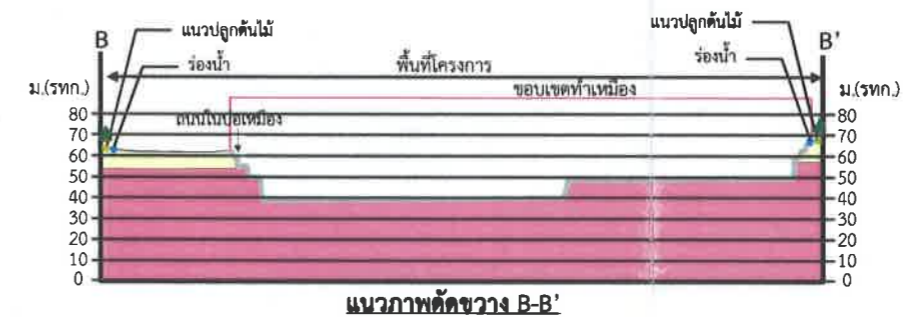 แนวปลูกต้นไม้
แนวปลูกต้นไม้
B
B'
ร่องน้ำ
ร่องน้ำ
พื้นที่โครงการ
ม.(รทก.)
ม.(รทก.)
ขอบเขตทำเหมือง
ถนนในบ่อเหมือง
80
80
70
70
60
60
50
50
40
40
30
30
20
20
10
10
0
0
แนวภาพตัดขวาง B-B'